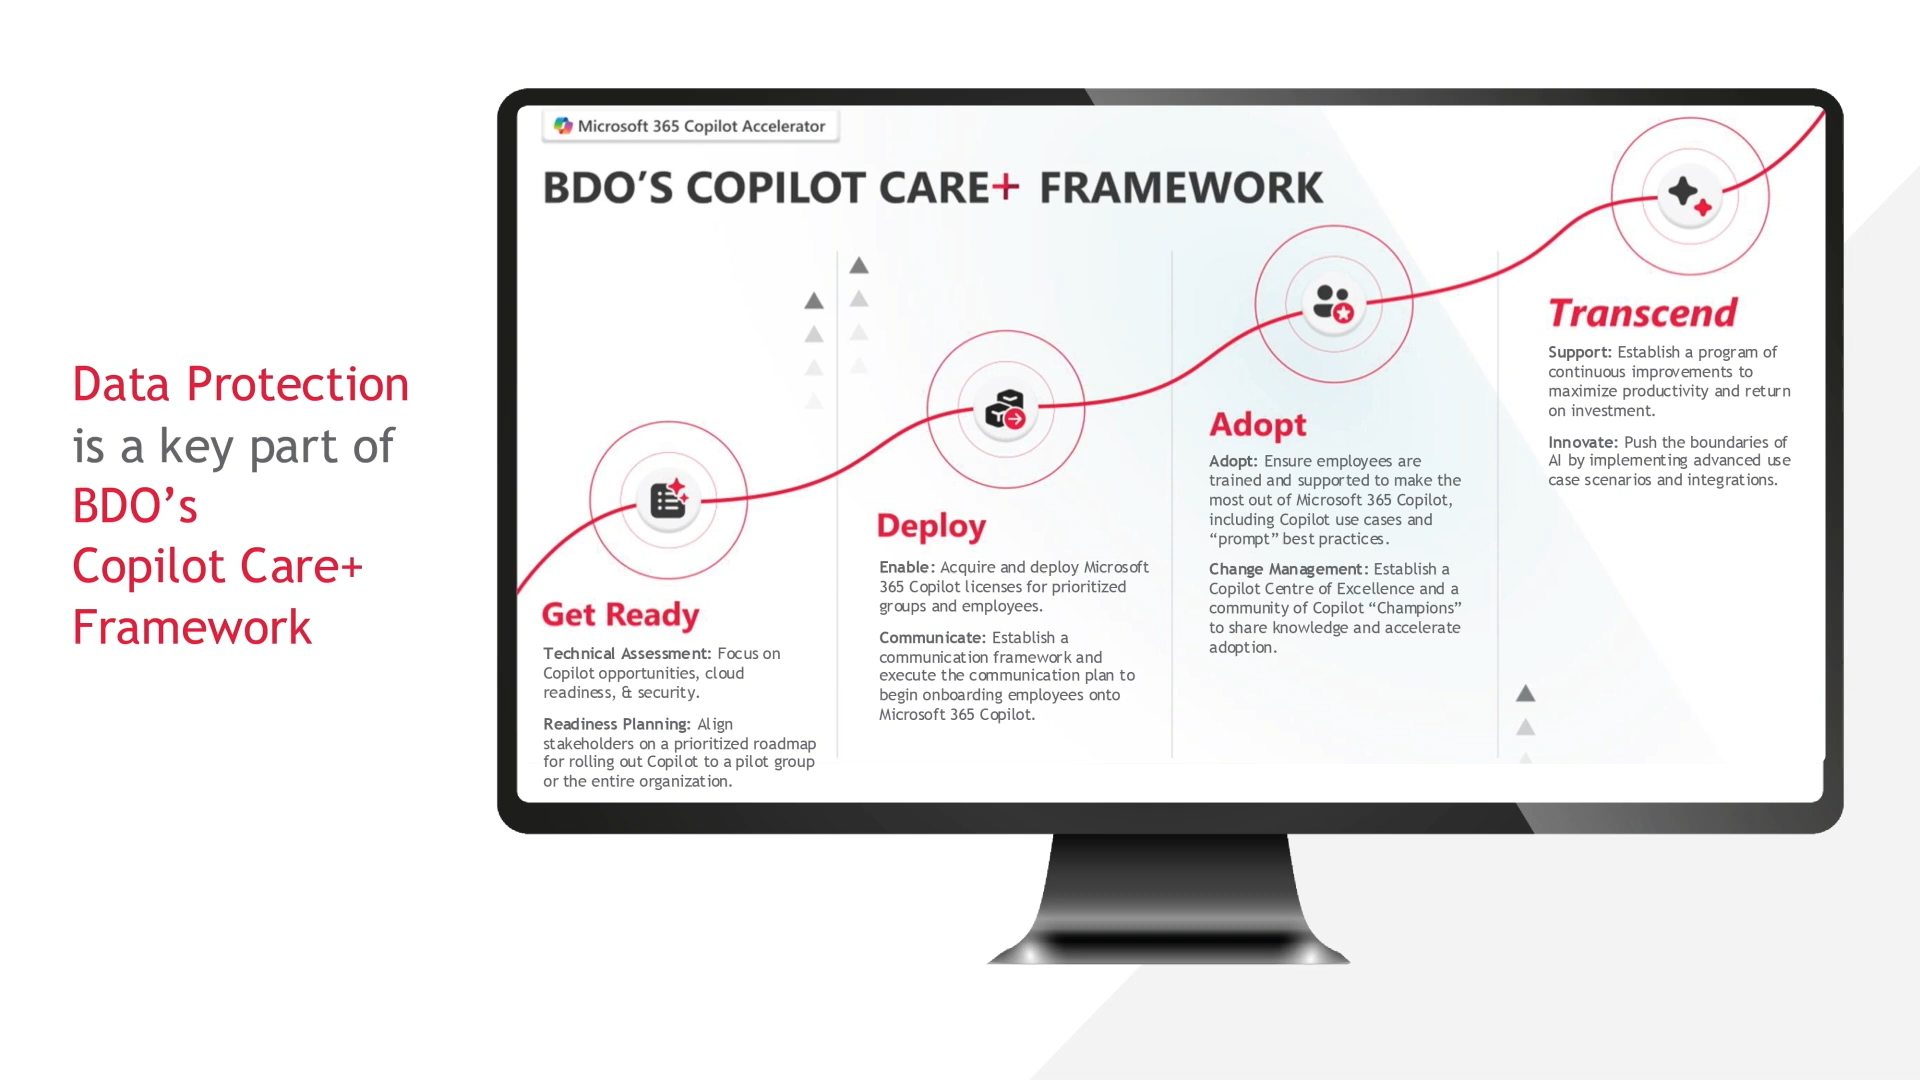 Data Protection
is a key part of
BDO’s
Copilot Care+
Framework
Microsoft 365 Copilot Accelerator
BDO’S COPILOT CARE+ FRAMEWORK
Get Ready
Technical Assessment: Focus on
Copilot opportunities, cloud
readiness, & security.
Readiness Planning: Align
stakeholders on a prioritized roadmap
for rolling out Copilot to a pilot group
or the entire organization.
Deploy
Enable: Acquire and deploy Microsoft
365 Copilot licenses for prioritized
groups and employees.
Communicate: Establish a
communication framework and
execute the communication plan to
begin onboarding employees onto
Microsoft 365 Copilot.
Adopt
Adopt: Ensure employees are
trained and supported to make the
most out of Microsoft 365 Copilot,
including Copilot use cases and
“prompt” best practices.
Change Management: Establish a
Copilot Centre of Excellence and a
community of Copilot “Champions”
to share knowledge and accelerate
adoption.
Transcend
Support: Establish a program of
continuous improvements to
maximize productivity and return
on investment.
Innovate: Push the boundaries of
AI by implementing advanced use
case scenarios and integrations.